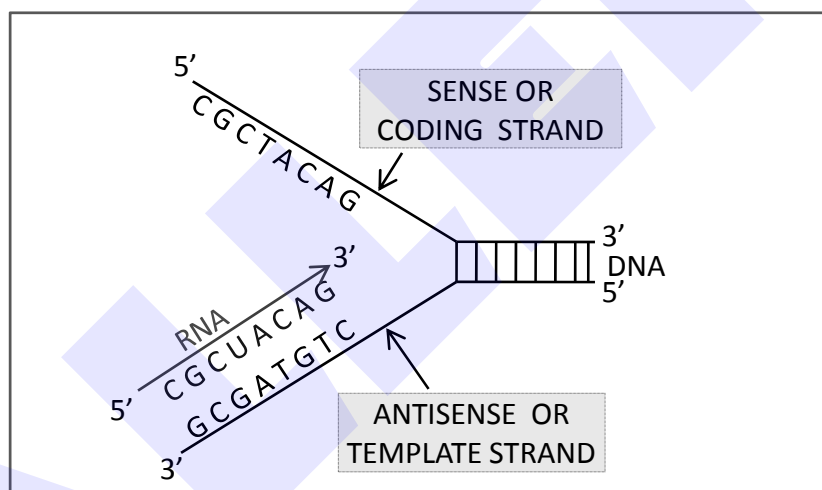 5’
SENSE OR
CODING STRAND
CGCTACAG
3’
DNA
5’
3’
RNA
CGCUACAG
5’
GCGATGTC
3’
ANTISENSE OR
TEMPLATE STRAND